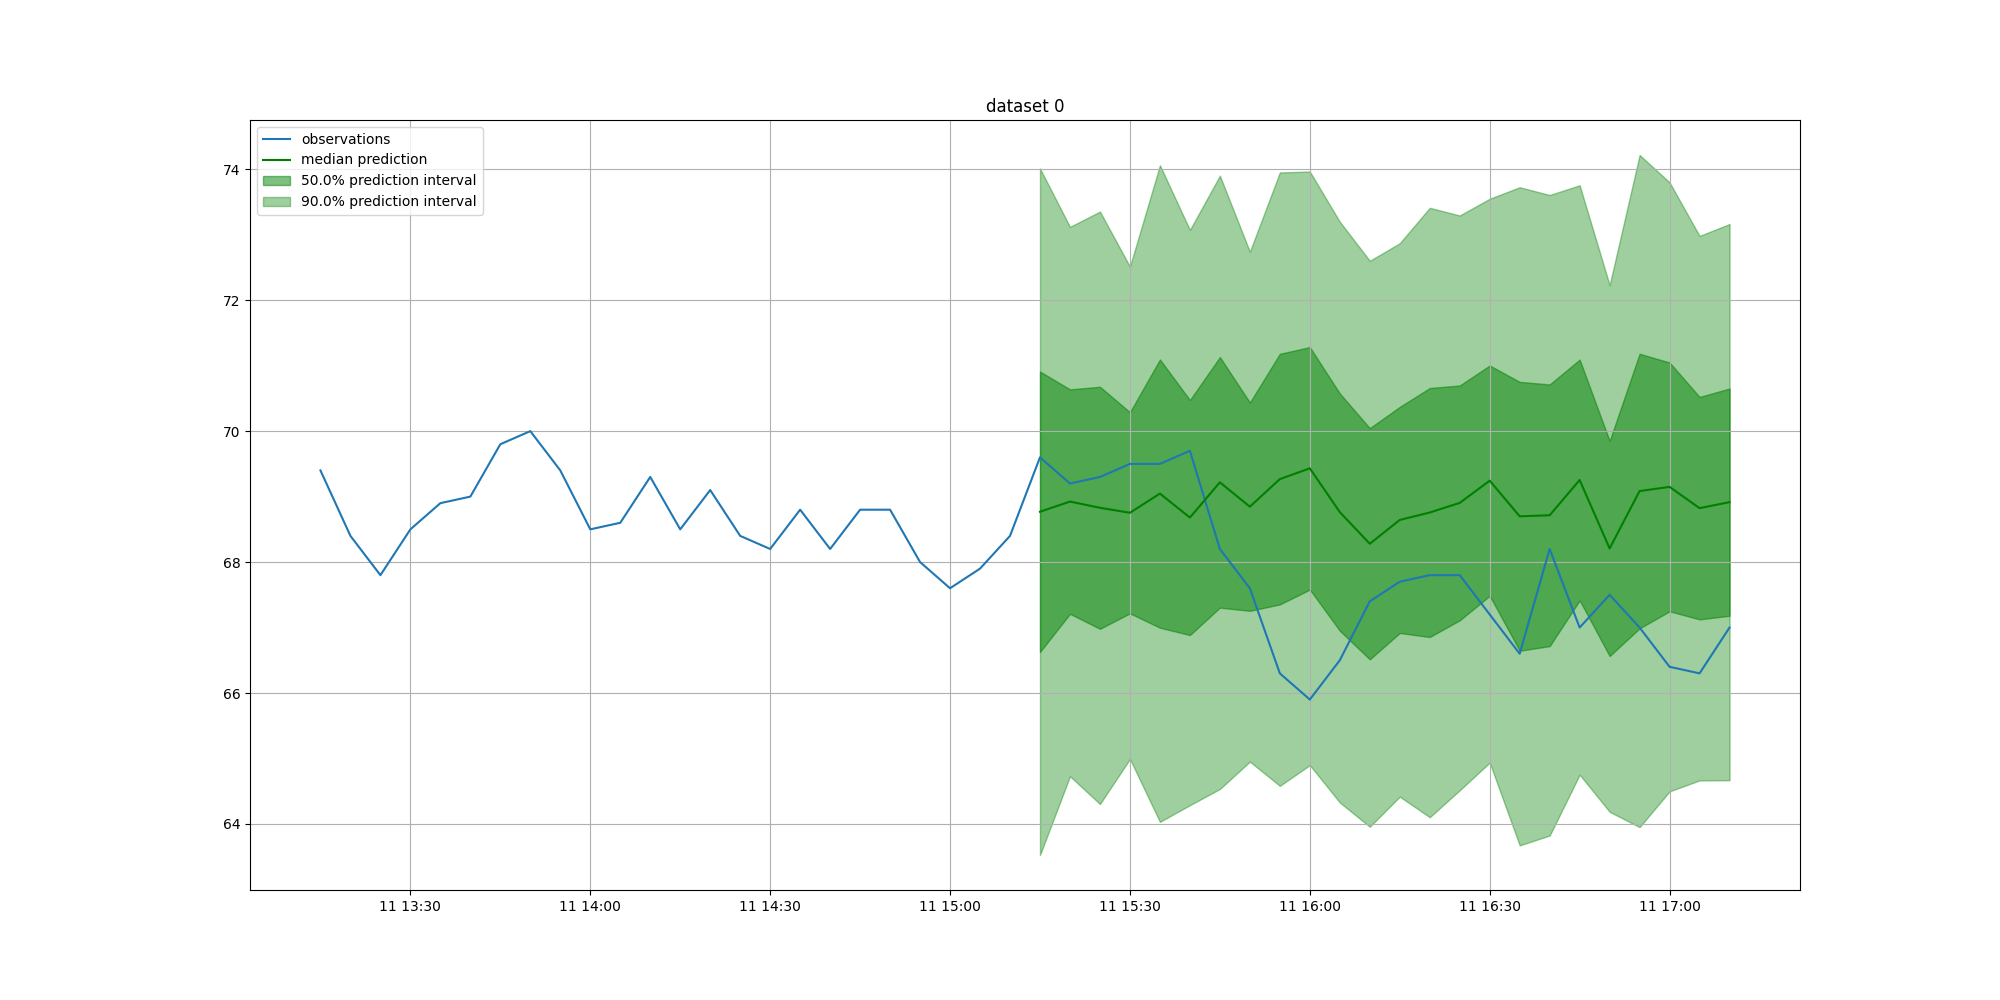 dataset 0
observations
median prediction
50.0% prediction interval
90.0% prediction interval
74
72
70
68
66
64
11 13:30
11 14:00
11 14:30
11 15:00
11 15:30
11 16:00
11 16:30
11 17:00